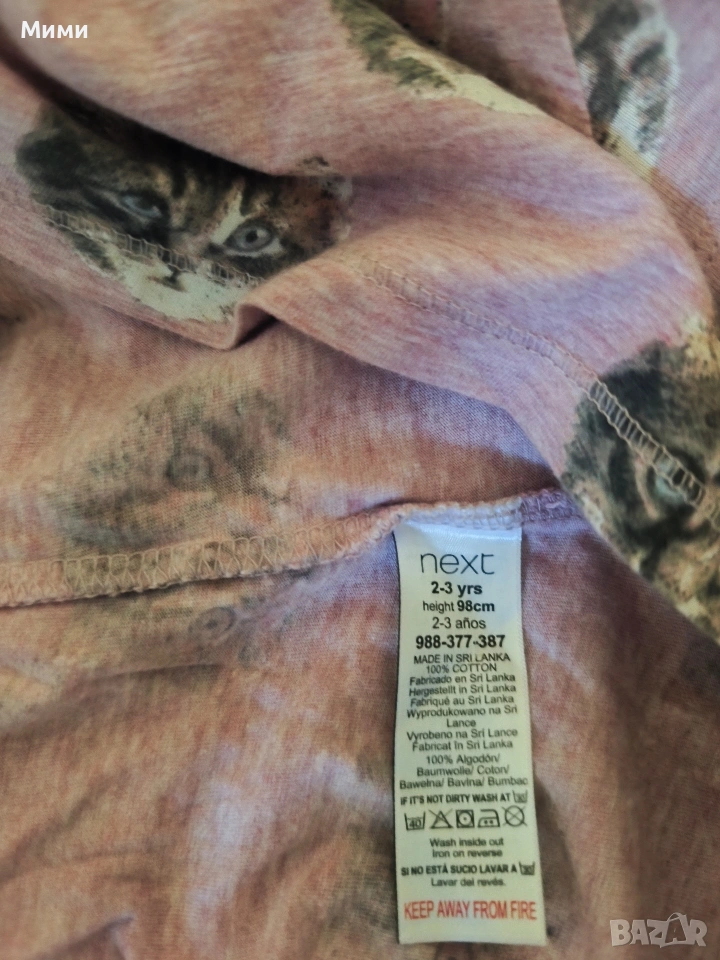 Мими
next
2-3 yrs
height 98cm
2-3 años
988-377-387
MADE IN SRI LANKA
100% COTTON
Fabricado en Sri Lanka
Hergestellt in Sri Lanka
Fabriqué au Sri Lanka
Wyprodukowano na Sri
Lance
Vyrobeno na Sri Lance
Fabricat în Sri Lanka
100% Algodón/
Baumwolle/ Coton/
Bawełna/ Bavlna/ Bumbac
IF IT'S NOT DIRTY WASH AT 30
40
Wash inside out
Iron on reverse
SI NO ESTÁ SUCIO LAVAR A 30
Lavar del revés.
KEEP AWAY FROM FIRE
BAZAR